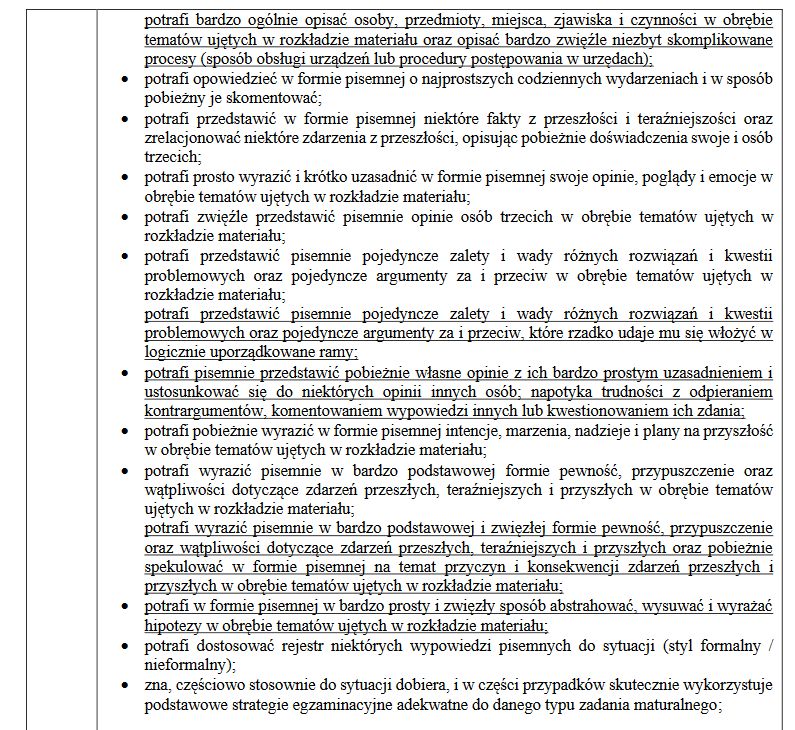 potrafi bardzo ogólnie opisać osoby, przedmioty, miejsca, zjawiska i czynności w obrębie
tematów ujętych w rozkładzie materiału oraz opisać bardzo zwięźle niezbyt skomplikowane
procesy (sposób obsługi urządzeń lub procedury postępowania w urzędach);
• potrafi opowiedzieć w formie pisemnej o najprostszych codziennych wydarzeniach i w sposób
pobieżny je skomentować;
• potrafi przedstawić w formie pisemnej niektóre fakty z przeszłości i teraźniejszości oraz
zrelacjonować niektóre zdarzenia z przeszłości, opisując pobieżnie doświadczenia swoje i osób
trzecich;
• potrafi prosto wyrazić i krótko uzasadnić w formie pisemnej swoje opinie, poglądy i emocje w
obrębie tematów ujętych w rozkładzie materiału;
• potrafi zwięźle przedstawić pisemnie opinie osób trzecich w obrębie tematów ujętych w
rozkładzie materiału;
• potrafi przedstawić pisemnie pojedyncze zalety i wady różnych rozwiązań i kwestii
problemowych oraz pojedyncze argumenty za i przeciw w obrębie tematów ujętych w
rozkładzie materiału;
potrafi przedstawić pisemnie pojedyncze zalety i wady różnych rozwiązań i kwestii
problemowych oraz pojedyncze argumenty za i przeciw, które rzadko udaje mu się włożyć w
logicznie uporządkowane ramy;
• potrafi pisemnie przedstawić pobieżnie własne opinie z ich bardzo prostym uzasadnieniem i
ustosunkować się do niektórych opinii innych osób; napotyka trudności z odpieraniem
kontrargumentów, komentowaniem wypowiedzi innych lub kwestionowaniem ich zdania;
• potrafi pobieżnie wyrazić w formie pisemnej intencje, marzenia, nadzieje i plany na przyszłość
w obrębie tematów ujętych w rozkładzie materiału;
• potrafi wyrazić pisemnie w bardzo podstawowej formie pewność, przypuszczenie oraz
wątpliwości dotyczące zdarzeń przeszłych, teraźniejszych i przyszłych w obrębie tematów
ujętych w rozkładzie materiału;
potrafi wyrazić pisemnie w bardzo podstawowej i zwięzłej formie pewność, przypuszczenie
oraz wątpliwości dotyczące zdarzeń przeszłych, teraźniejszych i przyszłych oraz pobieżnie
spekulować w formie pisemnej na temat przyczyn i konsekwencji zdarzeń przeszłych i
przyszłych w obrębie tematów ujętych w rozkładzie materiału;
• potrafi w formie pisemnej w bardzo prosty i zwięzły sposób abstrahować, wysuwać i wyrażać
hipotezy w obrębie tematów ujętych w rozkładzie materiału;
• potrafi dostosować rejestr niektórych wypowiedzi pisemnych do sytuacji (styl formalny /
nieformalny);
• zna, częściowo stosownie do sytuacji dobiera, i w części przypadków skutecznie wykorzystuje
podstawowe strategie egzaminacyjne adekwatne do danego typu zadania maturalnego;